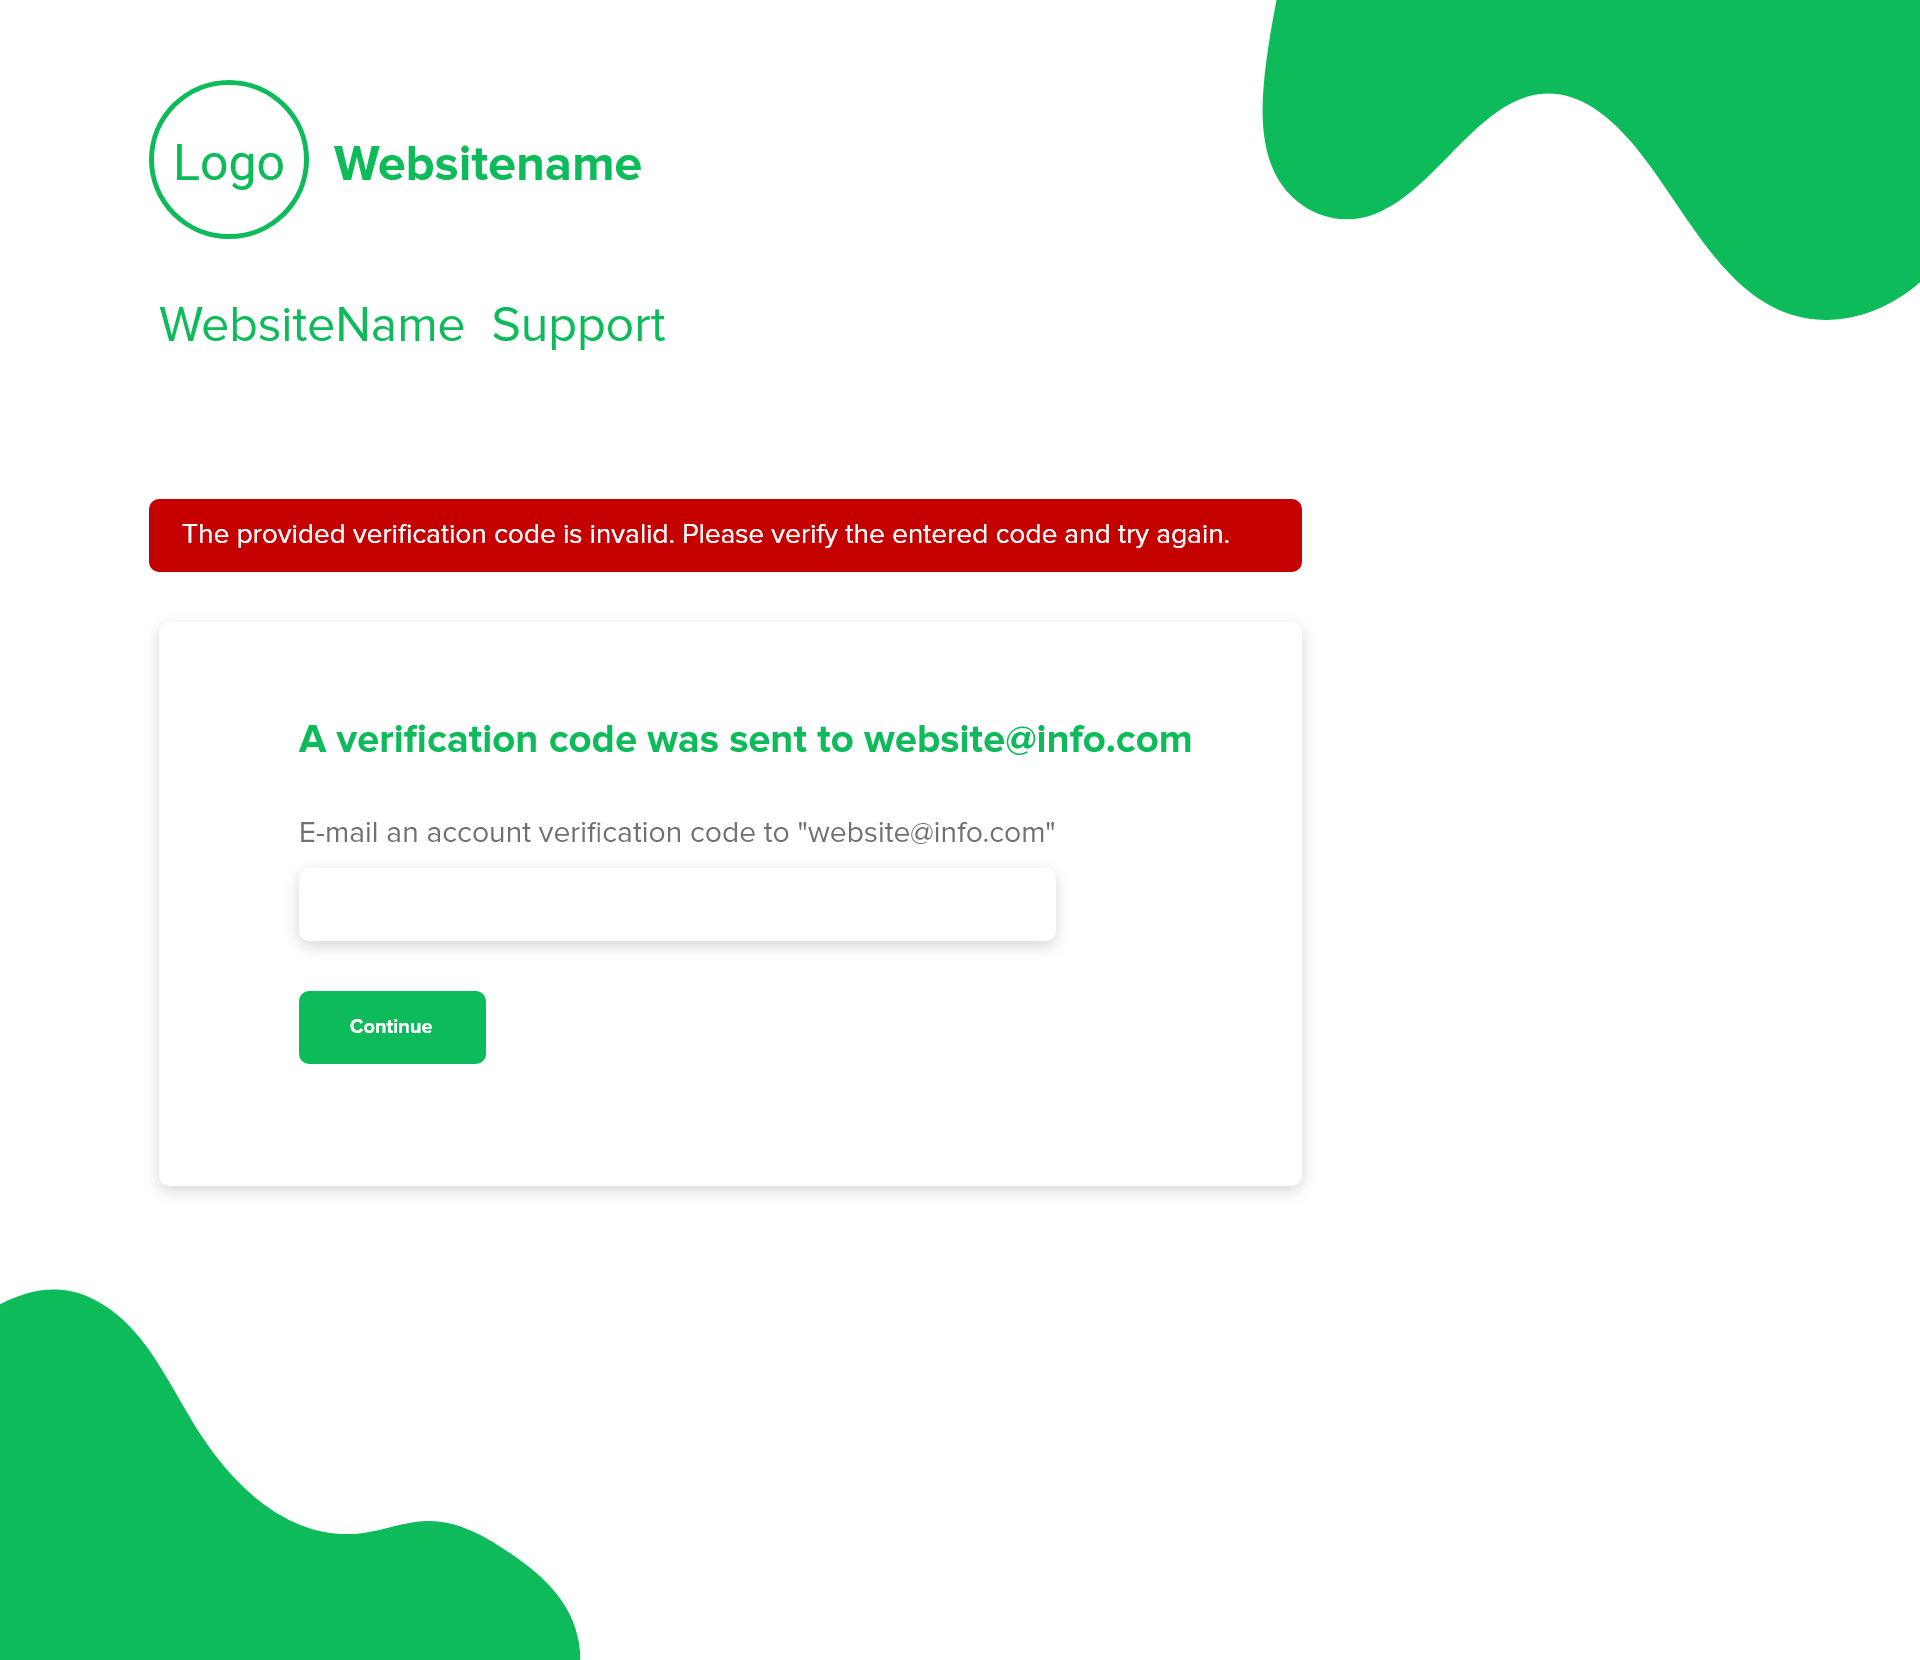 Logo
Websitename
WebsiteName Support
The provided verification code is invalid. Please verify the entered code and try again.
A verification code was sent to website@info.com
E-mail an account verification code to "website@info.com"
Continue